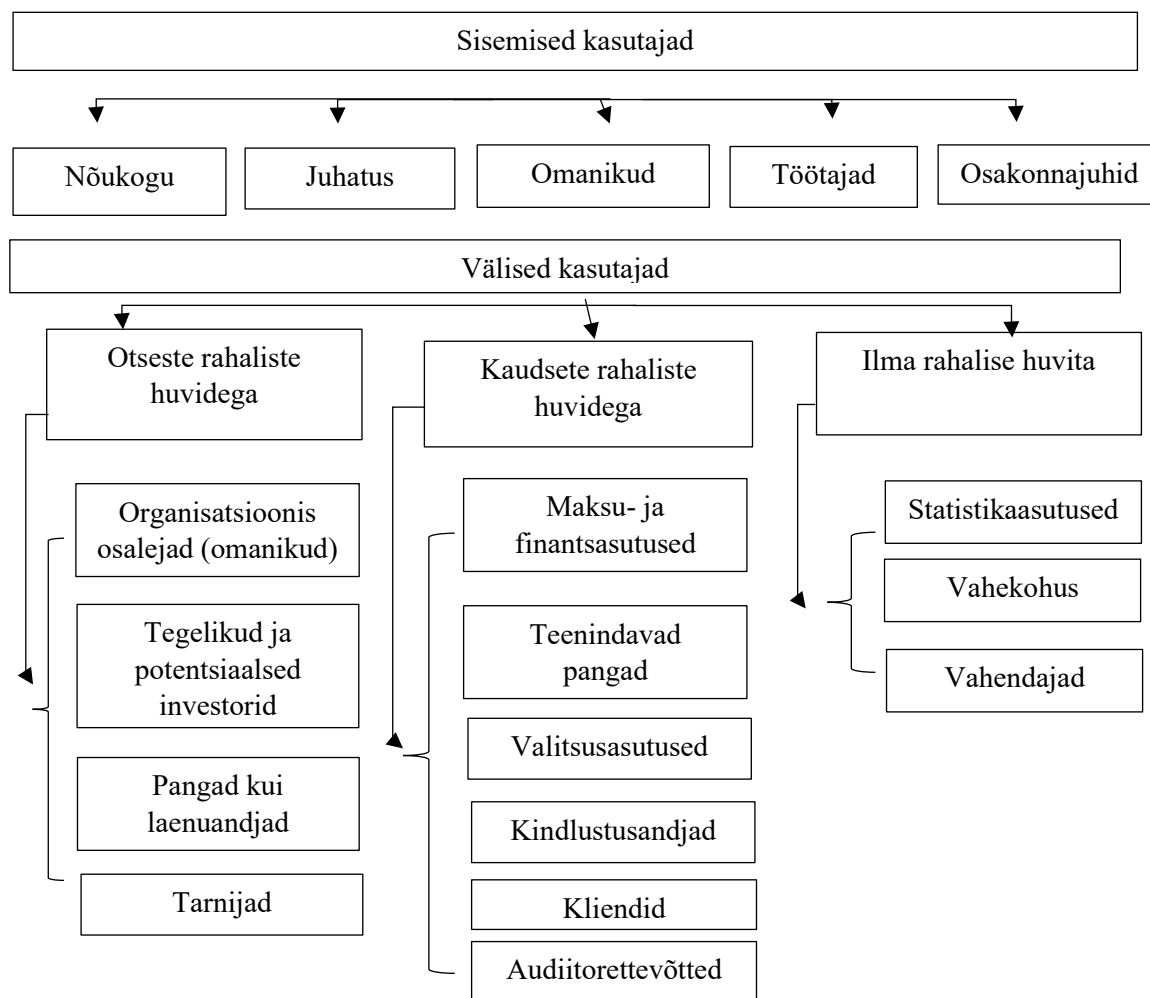 Sisemised kasutajad
Nõukogu
Juhatus
Omanikud
Töötajad
Osakonnajuhid
Välised kasutajad
Otseste rahaliste
huvidega
Kaudsete rahaliste
huvidega
Ilma rahalise huvita
Organisatsioonis
osalejad (omanikud)
Tegelikud ja
potentsiaalsed
investorid
Pangad kui
laenuandjad
Tarnijad
Maksu- ja
finantsasutused
Teenindavad
pangad
Valitsusasutused
Kindlustusandjad
Kliendid
Audiitorettevõtted
Statistikaasutused
Vahekohus
Vahendajad